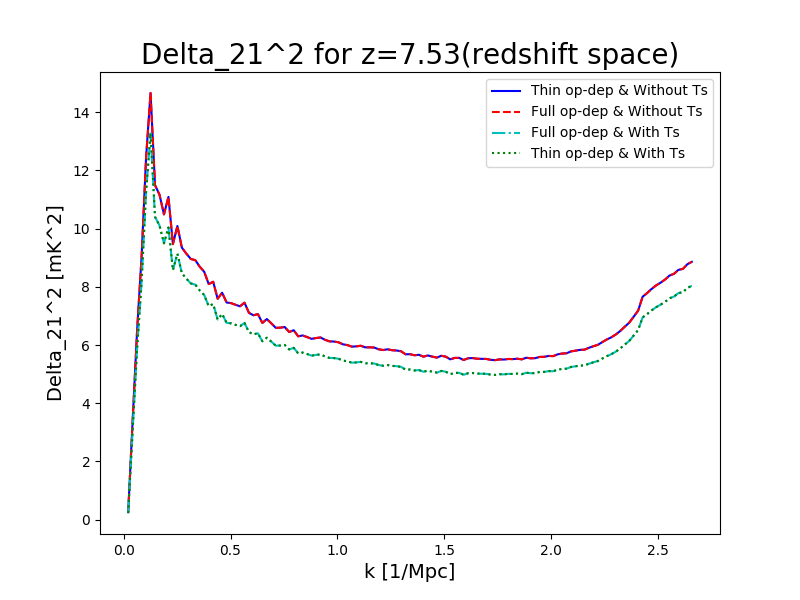 Delta_21^2 for z=7.53(redshift space)
Thin op-dep & Without Ts
Full op-dep & Without Ts
Full op-dep & With Ts
Thin op-dep & With Ts
Delta_21^2 [mK^2]
14
12
10
8
6
4
2
0
0.0 0.5 1.0 1.5 2.0 2.5
k [1/Mpc]